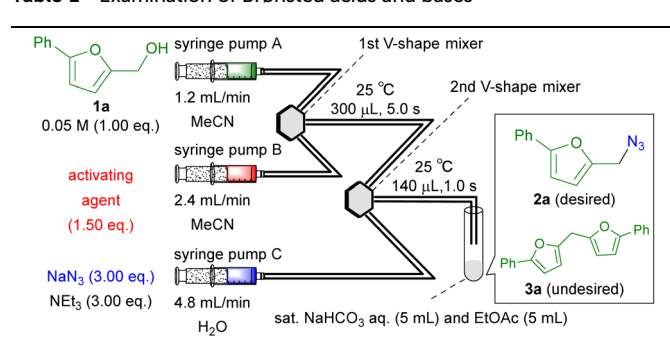 Table 2 Examination of Brønsted acids and bases
Ph
O
OH
1a
0.05 M (1.00 eq.)
syringe pump A
1.2 mL/min
MeCN
1st V-shape mixer
25 °C
300 μL, 5.0 s
2nd V-shape mixer
activating
agent
(1.50 eq.)
syringe pump B
2.4 mL/min
MeCN
25 °C
140 μL,1.0 s
NaN3 (3.00 eq.)
NEt3 (3.00 eq.)
syringe pump C
4.8 mL/min
H2O
Ph
O
N3
2a (desired)
O
O
Ph
Ph
3a (undesired)
sat. NaHCO3 aq. (5 mL) and EtOAc (5 mL)